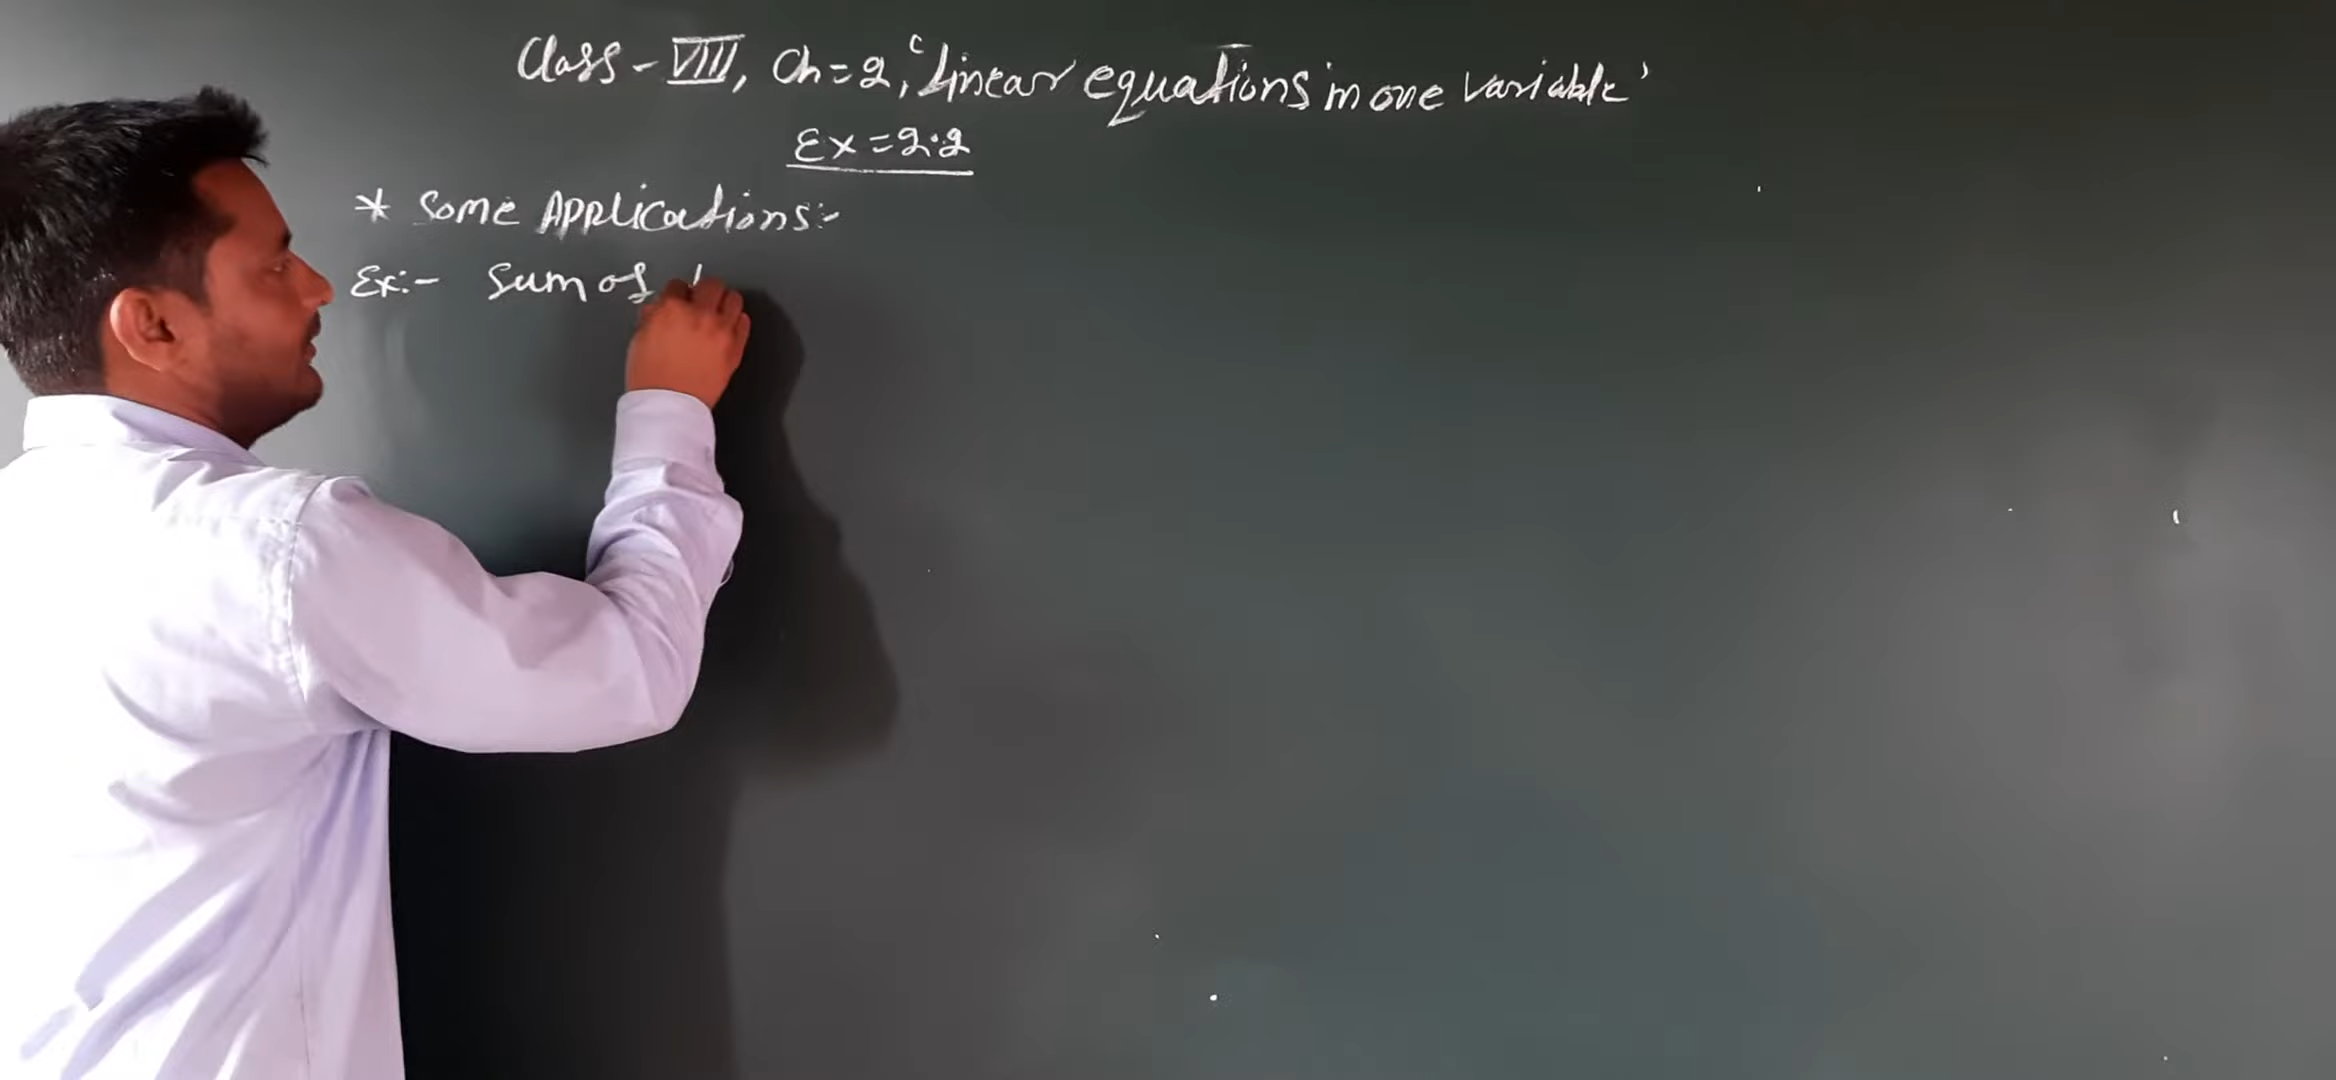 Class - VIII, Ch = 2, 'Linear equations in one variable'
Ex = 2.2
* Some Applications:-
Ex:- Sum of